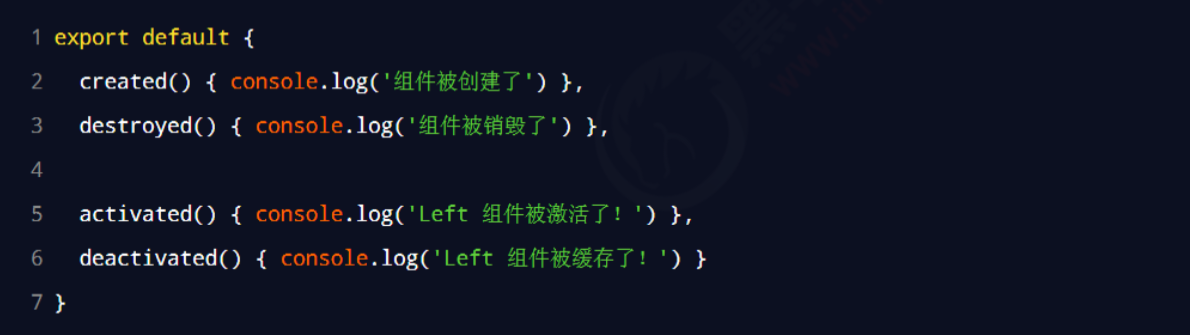 1 export default {
2 created() { console.log('组件被创建了') },
3 destroyed() { console.log('组件被销毁了') },
4
5 activated() { console.log('Left 组件被激活了!') },
6 deactivated() { console.log('Left 组件被缓存了!') }
7 }